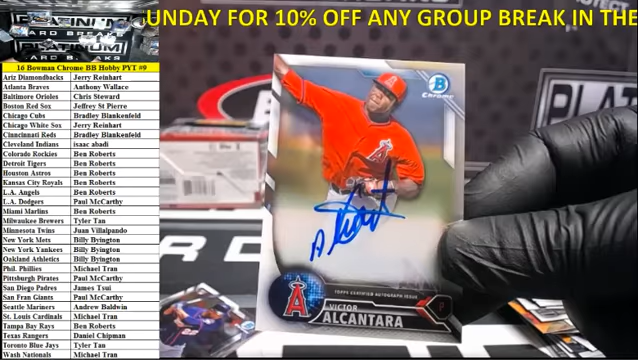 UNDAY FOR 10% OFF ANY GROUP BREAK IN THE
PLATINUM
16 Bowman Chrome BB Hobby PYT #9
Ariz Diamondbacks Jerry Reinhart
Atlanta Braves Anthony Wallace
Baltimore Orioles Chris Steward
Boston Red Sox Jeffrey St Pierre
Chicago Cubs Bradley Blankenfeld
Chicago White Sox Jerry Reinhart
Cinncinnati Reds Bradley Blankenfeld
Cleveland Indians isaac abadi
Colorado Rockies Ben Roberts
Detroit Tigers Ben Roberts
Houston Astros Ben Roberts
Kansas City Royals Ben Roberts
L.A. Angels Ben Roberts
L.A. Dodgers Paul McCarthy
Miami Marlins Ben Roberts
Milwaukee Brewers Tyler Tan
Minnesota Twins Juan Villalpando
New York Mets Billy Byington
New York Yankees Billy Byington
Oakland Athletics Billy Byington
Phil. Phillies Michael Tran
Pittsburgh Pirates Paul McCarthy
San Diego Padres James Tsui
San Fran Giants Paul McCarthy
Seattle Mariners Andrew Baldwin
St. Louis Cardinals Michael Tran
Tampa Bay Rays Ben Roberts
Texas Rangers Daniel Chipman
Toronto Blue Jays Tyler Tan
Wash Nationals Michael Tran
B
Chrome
TOPPS CERTIFIED AUTOGRAPH ISSUE
A
VICTOR
ALCANTARA
P